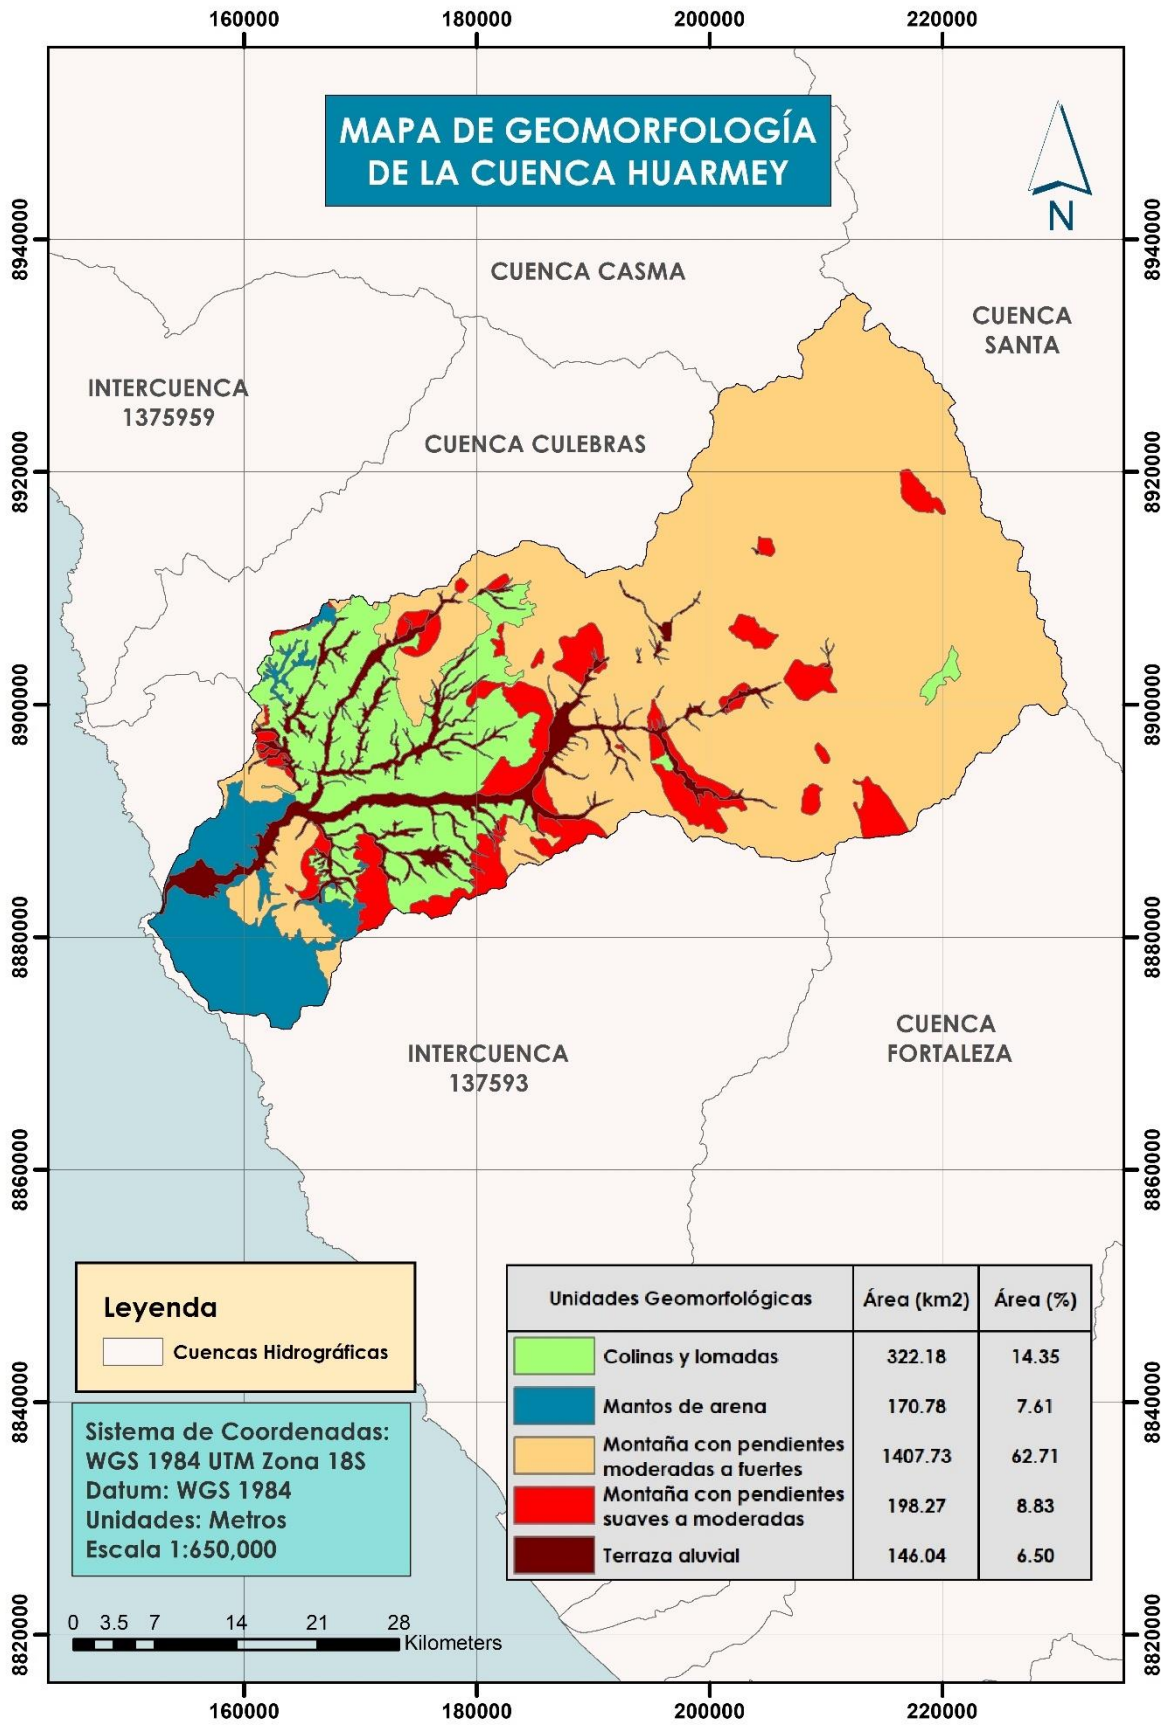 160000 180000 200000 220000
MAPA DE GEOMORFOLOGÍA
DE LA CUENCA HUARMEY
N
8940000 8940000
CUENCA CASMA
CUENCA
SANTA
INTERCUENCA
1375959
CUENCA CULEBRAS
8920000 8920000
8900000 8900000
8880000 8880000
CUENCA
FORTALEZA
INTERCUENCA
137593
8860000 8860000
Leyenda
Cuencas Hidrográficas
Unidades Geomorfológicas Área (km2) Área (%)
Colinas y lomadas 322.18 14.35
Mantos de arena 170.78 7.61
Montaña con pendientes
moderadas a fuertes 1407.73 62.71
Montaña con pendientes
suaves a moderadas 198.27 8.83
Terraza aluvial 146.04 6.50
8840000 8840000
Sistema de Coordenadas:
WGS 1984 UTM Zona 18S
Datum: WGS 1984
Unidades: Metros
Escala 1:650,000
0 3.5 7 14 21 28
Kilometers
8820000 8820000
160000 180000 200000 220000